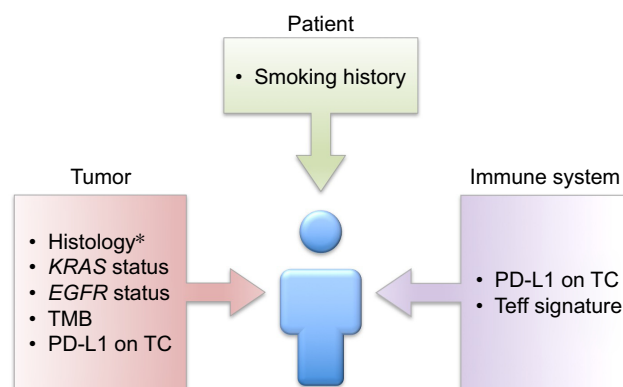 Patient
• Smoking history
Tumor
• Histology*
• KRAS status
• EGFR status
• TMB
• PD-L1 on TC
Immune system
• PD-L1 on TC
• Teff signature